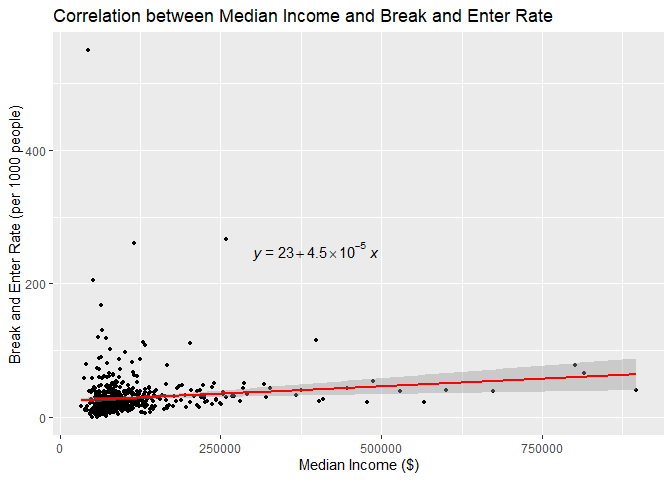 Correlation between Median Income and Break and Enter Rate
Break and Enter Rate (per 1000 people)
400
200
0
y = 23 + 4.5 × 10⁻⁵ x
0
250000
500000
750000
Median Income ($)